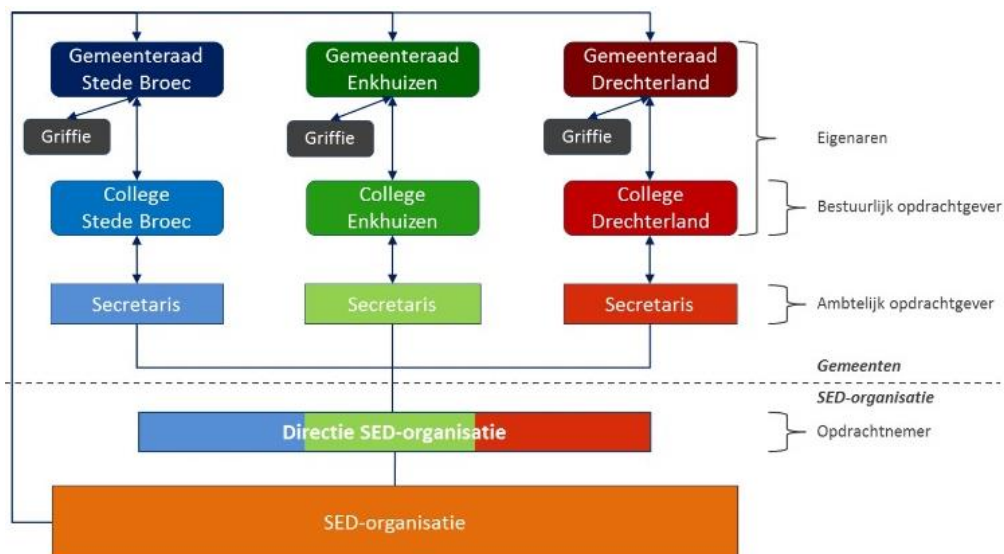 Gemeenteraad
Stede Broec
Gemeenteraad
Enkhuizen
Gemeenteraad
Drechterland
Griffie
Griffie
Griffie
Eigenaren
College
Stede Broec
College
Enkhuizen
College
Drechterland
Bestuurlijk opdrachtgever
Secretaris
Secretaris
Secretaris
Ambtelijk opdrachtgever
Gemeenten
SED-organisatie
Directie SED-organisatie
Opdrachtnemer
SED-organisatie